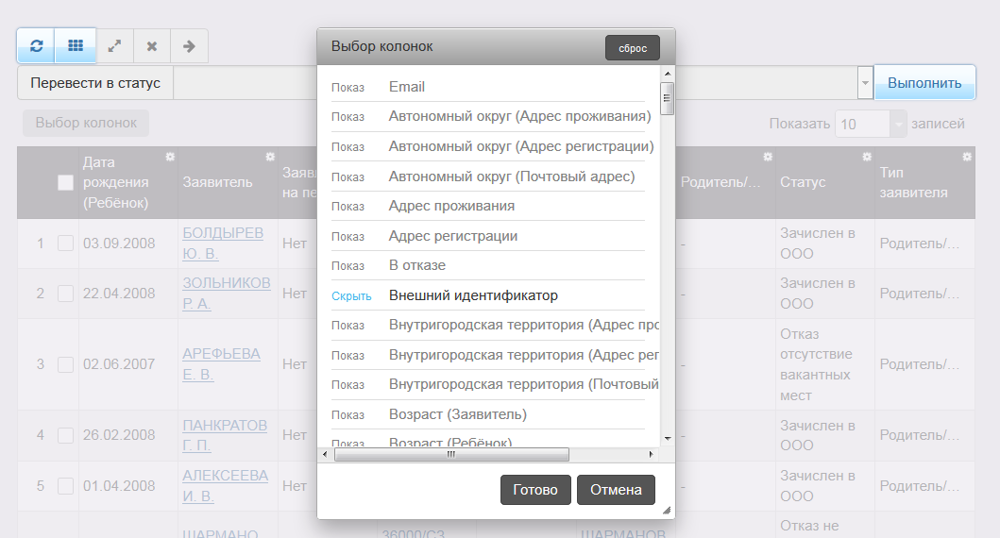 Выбор колонок
сброс
Перевести в статус
Выполнить
Выбор колонок
Показать 10 записей
Показ Email
Показ Автономный округ (Адрес проживания)
Показ Автономный округ (Адрес регистрации)
Показ Автономный округ (Почтовый адрес)
Показ Адрес проживания
Показ Адрес регистрации
Показ В отказе
Скрыть Внешний идентификатор
Показ Внутригородская территория (Адрес про
Показ Внутригородская территория (Адрес рег
Показ Внутригородская территория (Почтовый
Показ Возраст (Заявитель)
Показ Возраст (Ребёнок)
Готово Отмена
Дата
рождения
(Ребёнок)
Заявитель
Заяв
на пе
Родитель/...
Статус
Тип
заявителя
1 03.09.2008
БОЛДЫРЕВ
Ю. В.
Нет
-
Зачислен в
ООО
Родитель/...
2 22.04.2008
ЗОЛЬНИКОВ
Р. А.
Нет
-
Зачислен в
ООО
Родитель/...
3 02.06.2007
АРЕФЬЕВА
Е. В.
Нет
-
Отказ
отсутствие
вакантных
мест
Родитель/...
4 26.02.2008
ПАНКРАТОВ
Г. П.
Нет
-
Зачислен в
ООО
Родитель/...
5 01.04.2008
АЛЕКСЕЕВА
И. В.
Нет
-
Зачислен в
ООО
Родитель/...
ШАРМАНО
36000/СЗ
ШАРМАНОВ
Отказ не